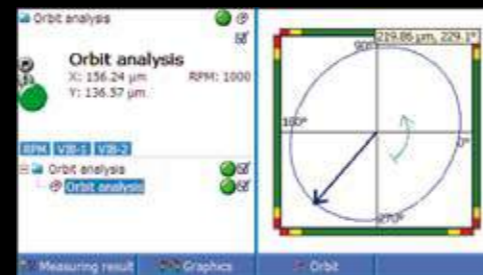 Orbit analysis
Orbit analysis
X: 156.24 µm RPM: 1000
Y: 136.57 µm
RPM VIB-1 VIB-2
Orbit analysis
Orbit analysis
Measuring result Graphics Orbit
219.86 µm, 229.1°
90°
180°
0°
270°